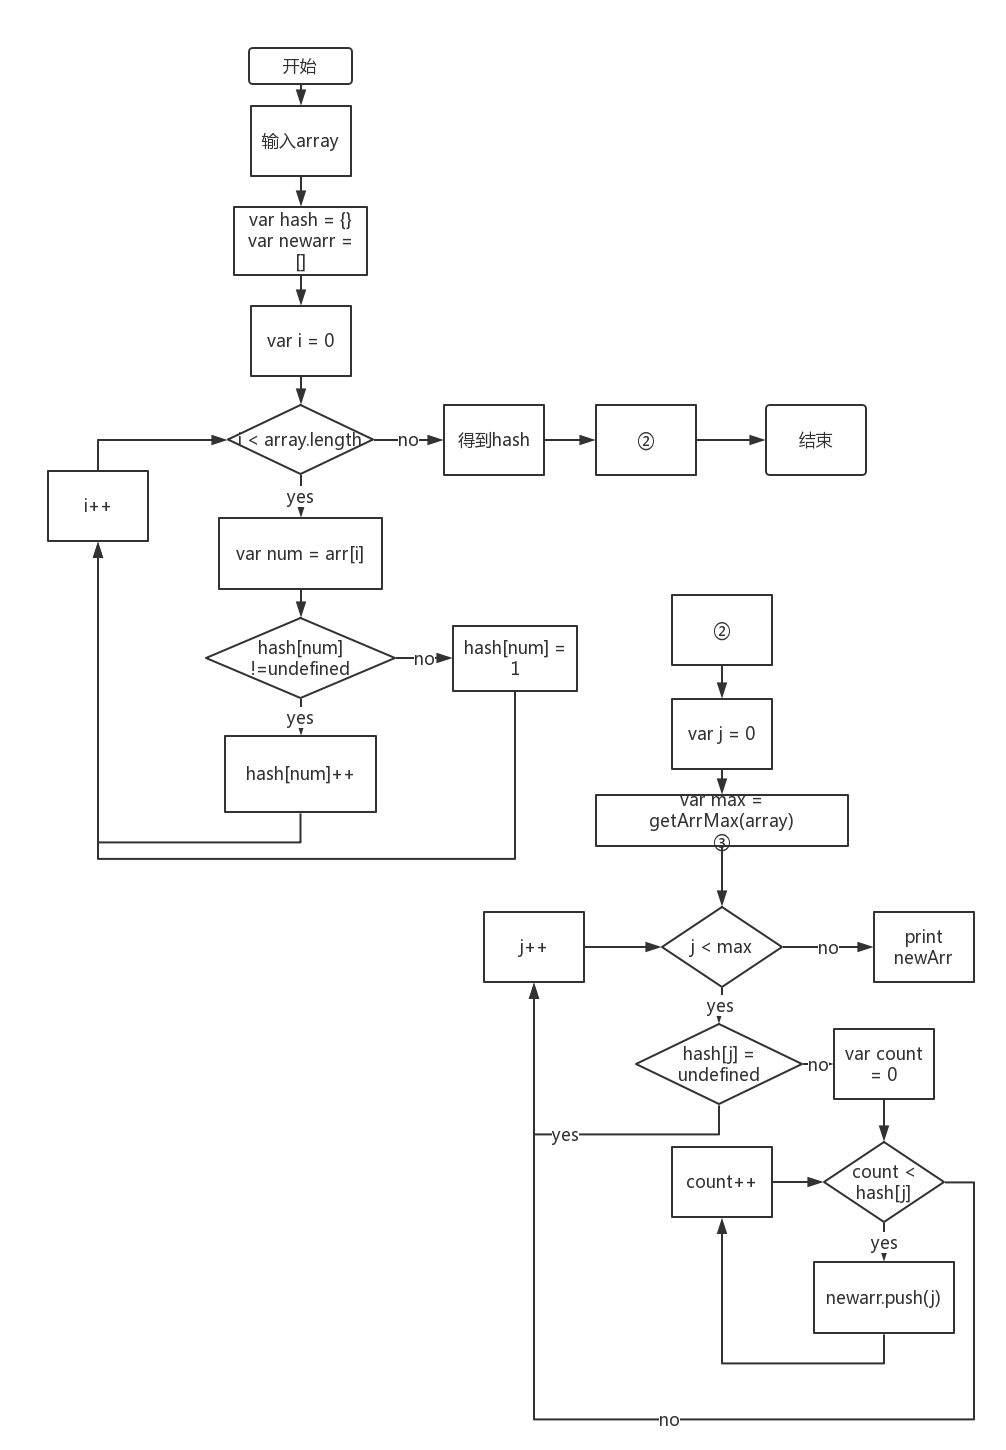 开始
输入array
var hash = {}
var newarr =
[]
var i = 0
i < array.length
no
得到hash
②
结束
i++
yes
var num = arr[i]
hash[num]
!=undefined
no
hash[num] =
1
yes
hash[num]++
②
var j = 0
var max =
getArrMax(array)
③
j++
j < max
no
print
newArr
yes
hash[j] =
undefined
no
var count
= 0
yes
count++
count <
hash[j]
yes
newarr.push(j)
no